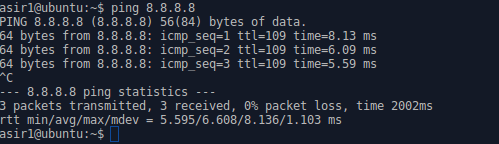 asir1@ubuntu:~$ ping 8.8.8.8
PING 8.8.8.8 (8.8.8.8) 56(84) bytes of data.
64 bytes from 8.8.8.8: icmp_seq=1 ttl=109 time=8.13 ms
64 bytes from 8.8.8.8: icmp_seq=2 ttl=109 time=6.09 ms
64 bytes from 8.8.8.8: icmp_seq=3 ttl=109 time=5.59 ms
^C
--- 8.8.8.8 ping statistics ---
3 packets transmitted, 3 received, 0% packet loss, time 2002ms
rtt min/avg/max/mdev = 5.595/6.608/8.136/1.103 ms
asir1@ubuntu:~$